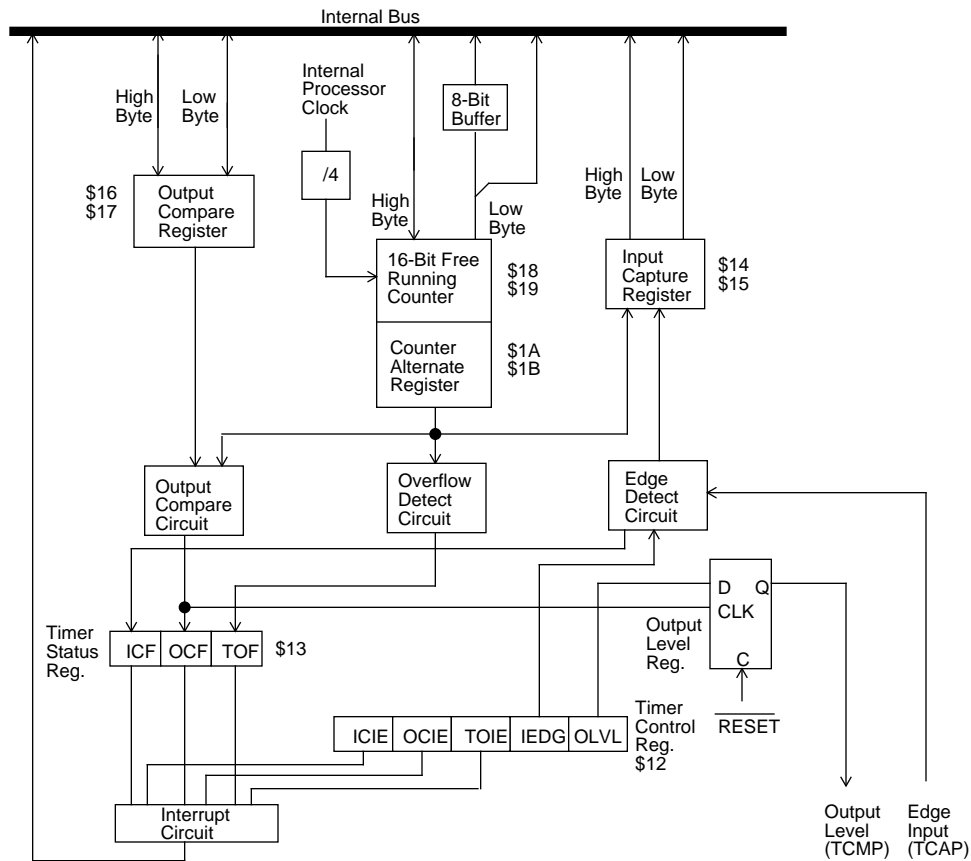 Internal Bus
High
Byte
Low
Byte
Internal
Processor
Clock
8-Bit
Buffer
/4
High
Byte
Low
Byte
High
Byte
Low
Byte
$16
$17
Output
Compare
Register
16-Bit Free
Running
Counter
$18
$19
Input
Capture
Register
$14
$15
Counter
Alternate
Register
$1A
$1B
Output
Compare
Circuit
Overflow
Detect
Circuit
Edge
Detect
Circuit
D Q
CLK
C
Output
Level
Reg.
RESET
Timer
Status
Reg.
ICF OCF TOF
$13
ICIE OCIE TOIE IEDG OLVL
Timer
Control
Reg.
$12
Interrupt
Circuit
Output
Level
(TCMP)
Edge
Input
(TCAP)